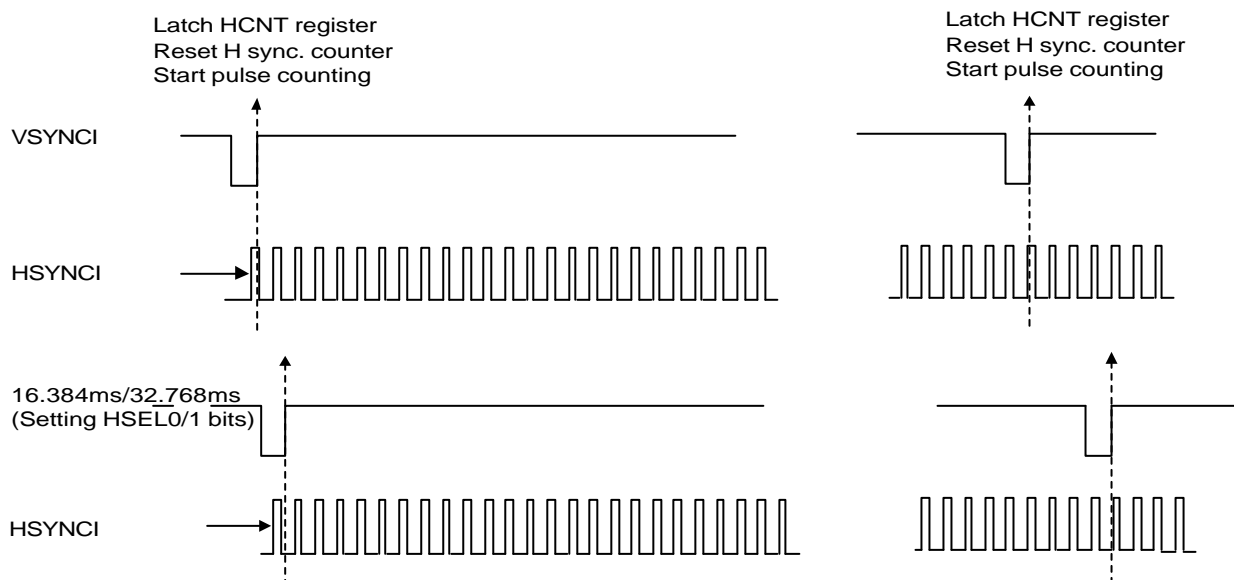 Latch HCNT register
Reset H sync. counter
Start pulse counting
Latch HCNT register
Reset H sync. counter
Start pulse counting
VSYNCI
HSYNCI
16.384ms/32.768ms
(Setting HSEL0/1 bits)
HSYNCI